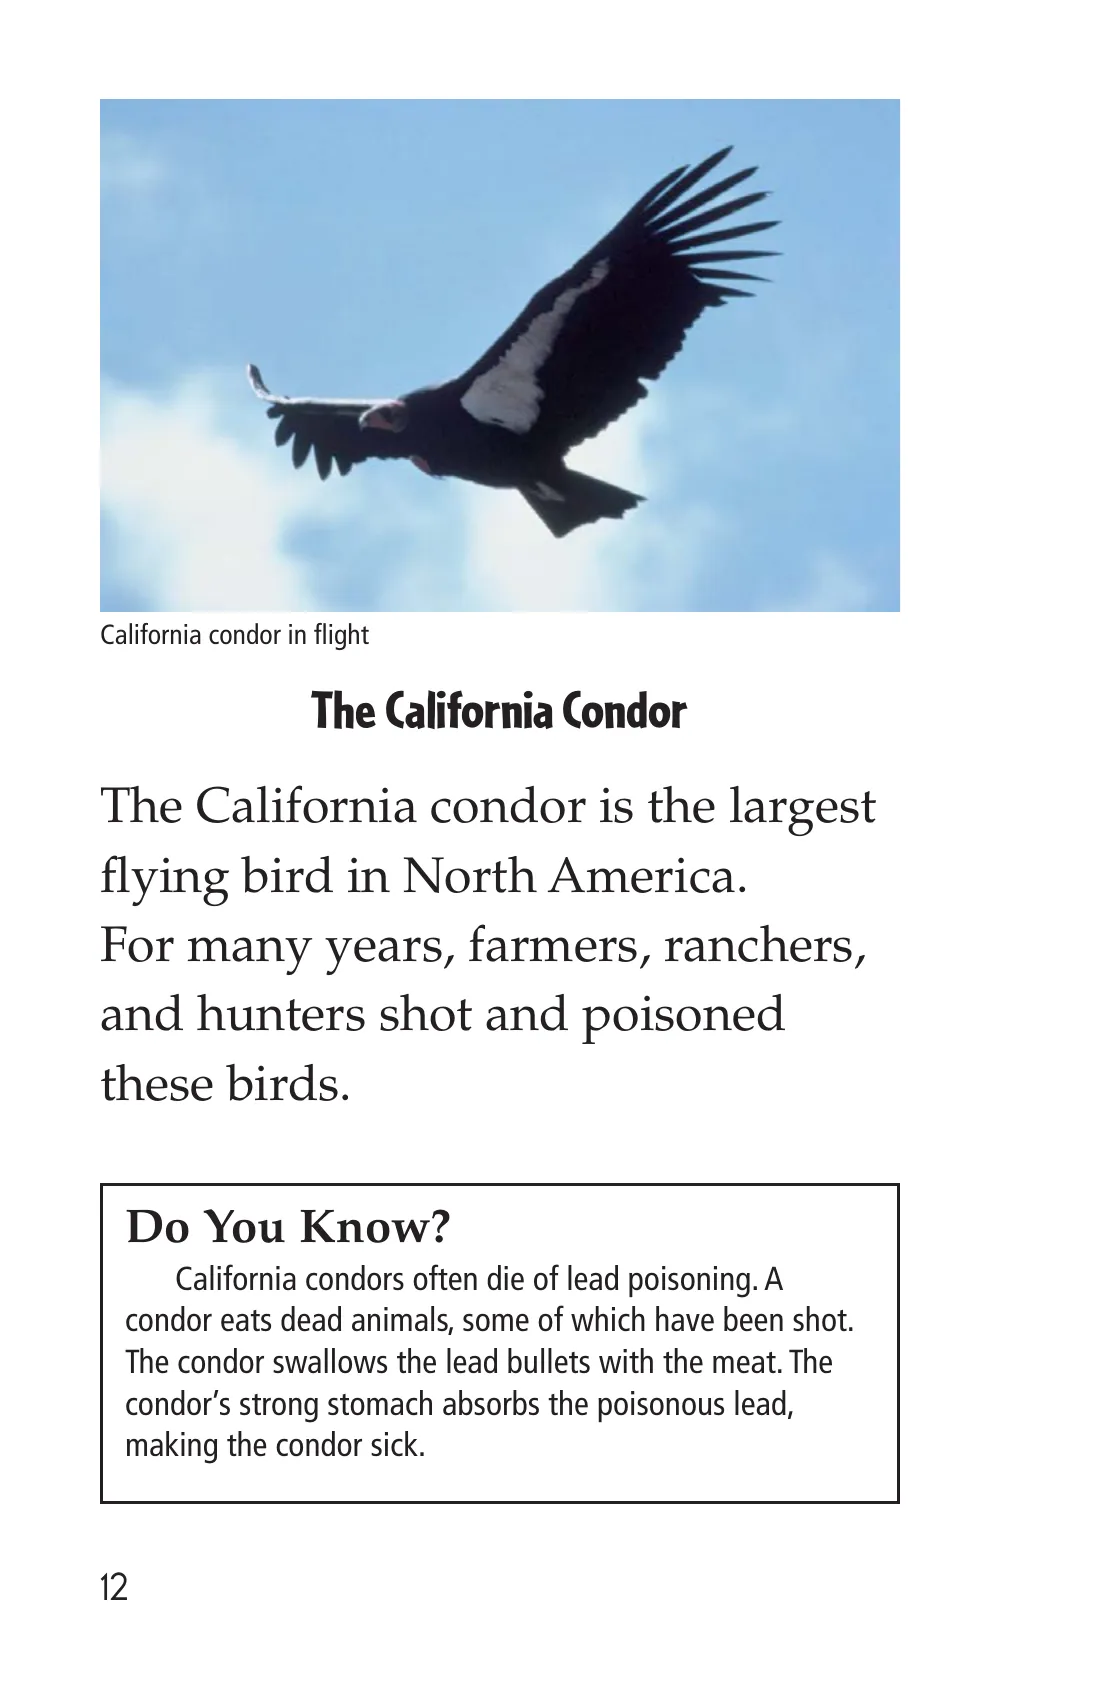 California condor in flight
The California Condor
The California condor is the largest
flying bird in North America.
For many years, farmers, ranchers,
and hunters shot and poisoned
these birds.
Do You Know?
California condors often die of lead poisoning. A
condor eats dead animals, some of which have been shot.
The condor swallows the lead bullets with the meat. The
condor’s strong stomach absorbs the poisonous lead,
making the condor sick.
12